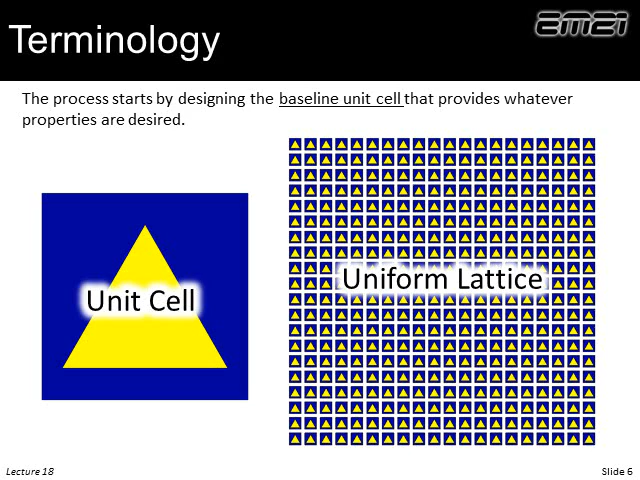 Terminology
EM21
The process starts by designing the baseline unit cell that provides whatever
properties are desired.
Unit Cell
Uniform Lattice
Lecture 18
Slide 6